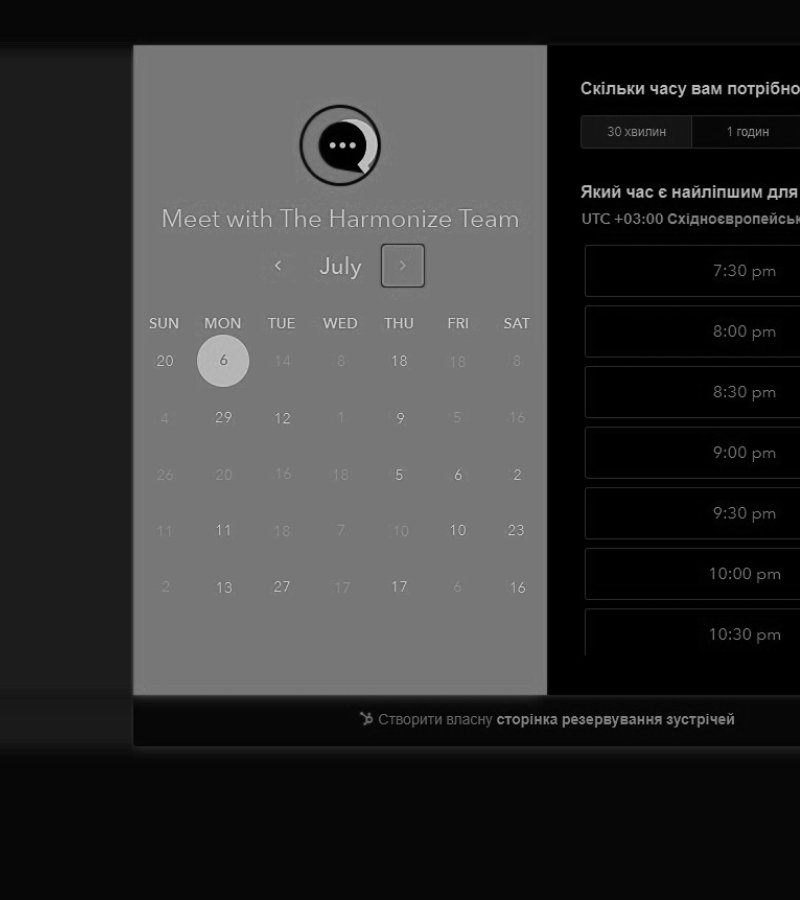 Meet with The Harmonize Team
July
SUN MON TUE WED THU FRI SAT
20 6 14 8 18 18 8
4 29 12 1 9 5 16
26 20 16 18 5 6 2
11 11 18 7 10 10 23
2 13 27 17 17 6 16
Скільки часу вам потрібно
30 хвилин 1 годин
Який час є найліпшим для
UTC +03:00 Східноєвропейськ
7:30 pm
8:00 pm
8:30 pm
9:00 pm
9:30 pm
10:00 pm
10:30 pm
Створити власну сторінка резервування зустрічей